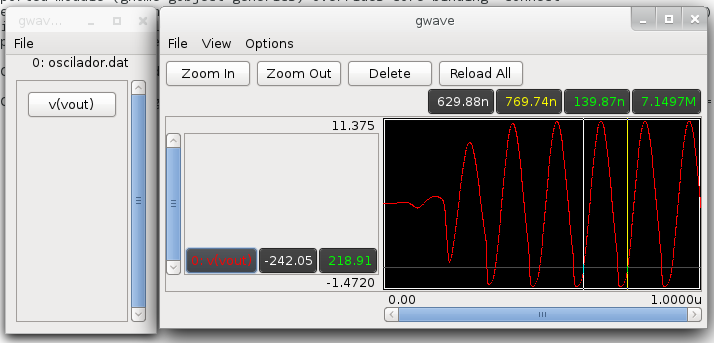 gwav...
File
0: oscilador.dat
v(vout)
gwave
File View Options
Zoom In Zoom Out Delete Reload All
629.88n 769.74n 139.87n 7.1497M
11.375
v(vout) -242.05 218.91
-1.4720
0.00 1.0000u